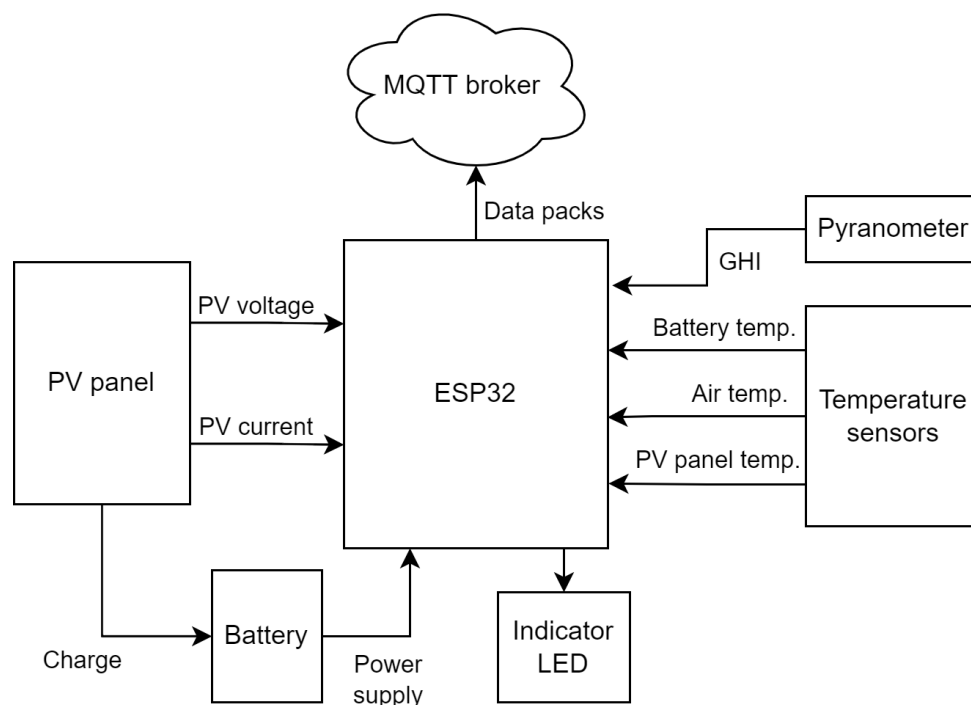 MQTT broker
Data packs
Pyranometer
GHI
PV voltage
Battery temp.
PV panel
ESP32
Air temp.
Temperature
sensors
PV current
PV panel temp.
Battery
Indicator
LED
Charge
Power
supply